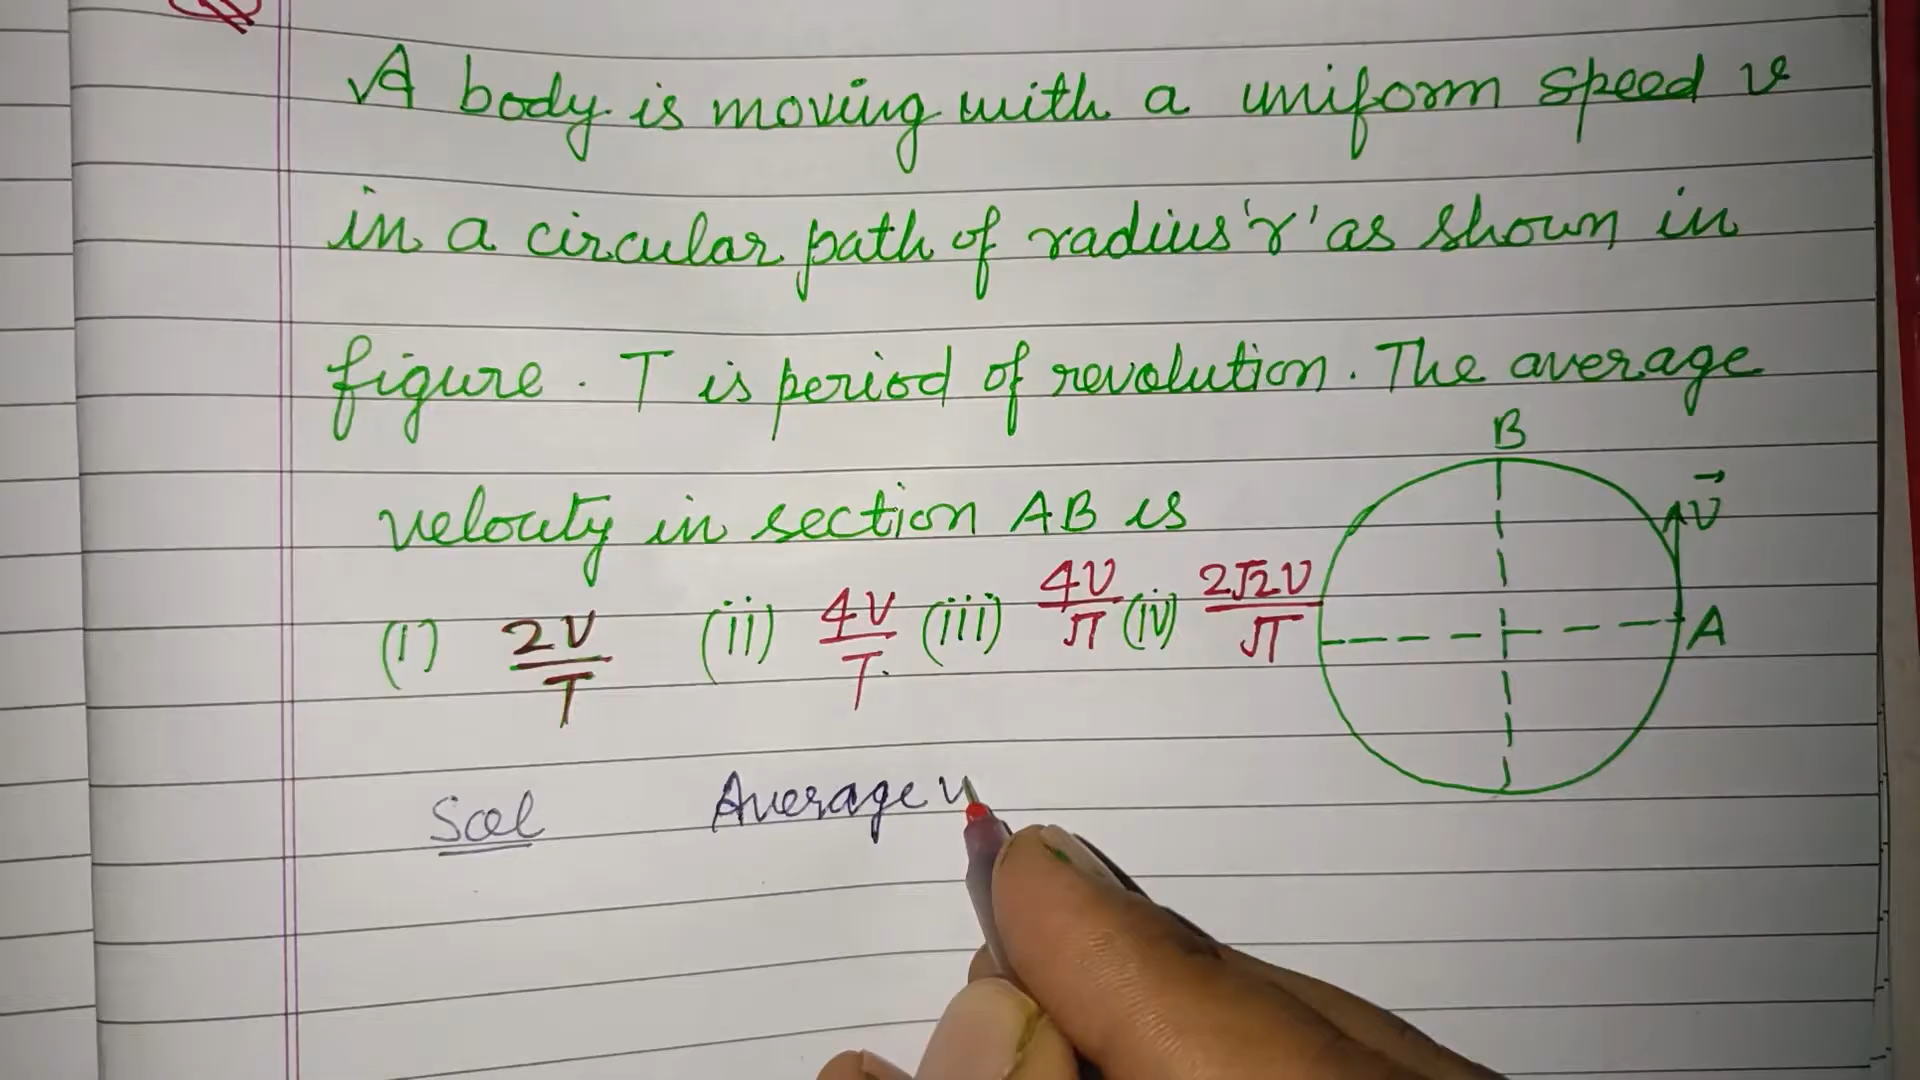 A body is moving with a uniform speed v
in a circular path of radius 'r' as shown in
figure. T is period of revolution. The average
B
velouty in section AB is
v
(i) 2V/T (ii) 4V/T. (iii) 4V/π (iv) 2√2V/π
A
Sol Average v